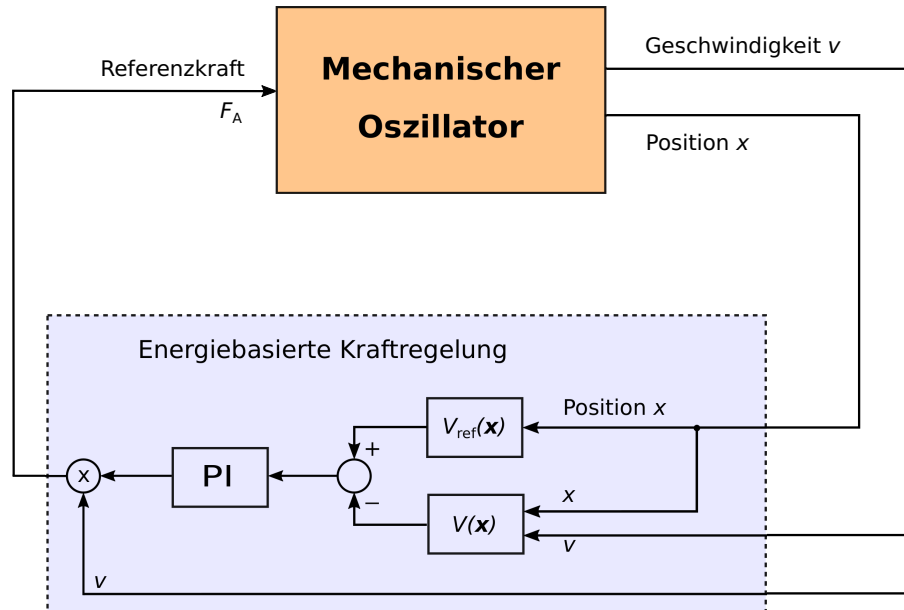 Geschwindigkeit v
Referenzkraft
Mechanischer
Oszillator
F_A
Position x
Energiebasierte Kraftregelung
Position x
V_ref(x)
+
x
PI
x
−
V(x)
v
v